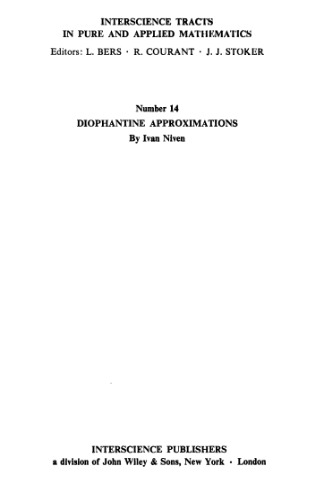 INTERSCIENCE TRACTS
IN PURE AND APPLIED MATHEMATICS
Editors: L. BERS · R. COURANT · J. J. STOKER
Number 14
DIOPHANTINE APPROXIMATIONS
By Ivan Niven
INTERSCIENCE PUBLISHERS
a division of John Wiley & Sons, New York · London